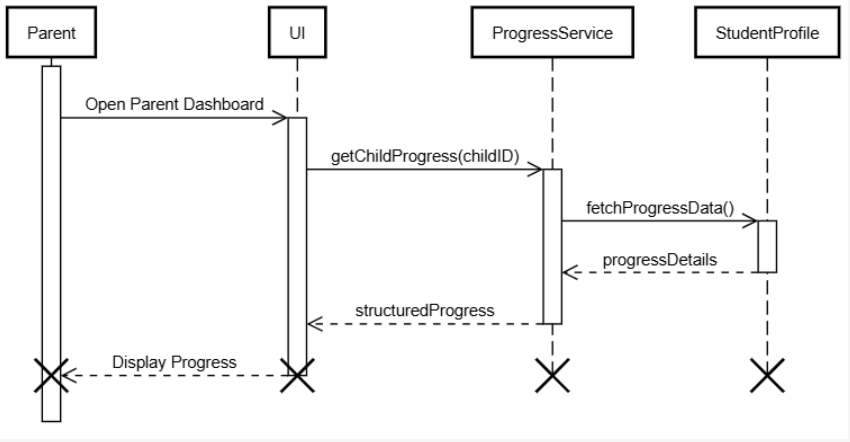 Parent
UI
ProgressService
StudentProfile
Open Parent Dashboard
getChildProgress(childID)
fetchProgressData()
progressDetails
structuredProgress
Display Progress